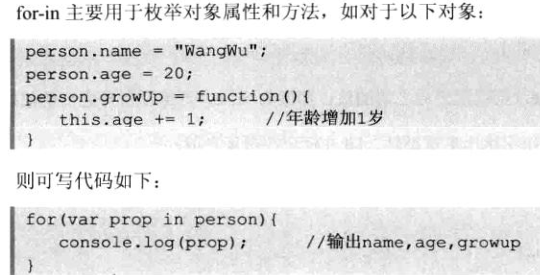 for-in 主要用于枚举对象属性和方法，如对于以下对象：
person.name = "WangWu";
person.age = 20;
person.growUp = function(){
this.age += 1;    //年龄增加1岁
}
则可写代码如下：
for(var prop in person){
console.log(prop);    //输出name,age,growup
}